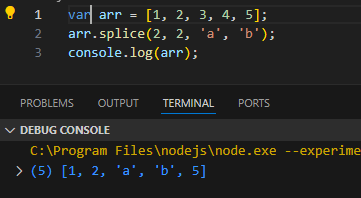 1 var arr = [1, 2, 3, 4, 5];
2 arr.splice(2, 2, 'a', 'b');
3 console.log(arr);
PROBLEMS OUTPUT TERMINAL PORTS
DEBUG CONSOLE
C:\Program Files\nodejs\node.exe --experime
(5) [1, 2, 'a', 'b', 5]